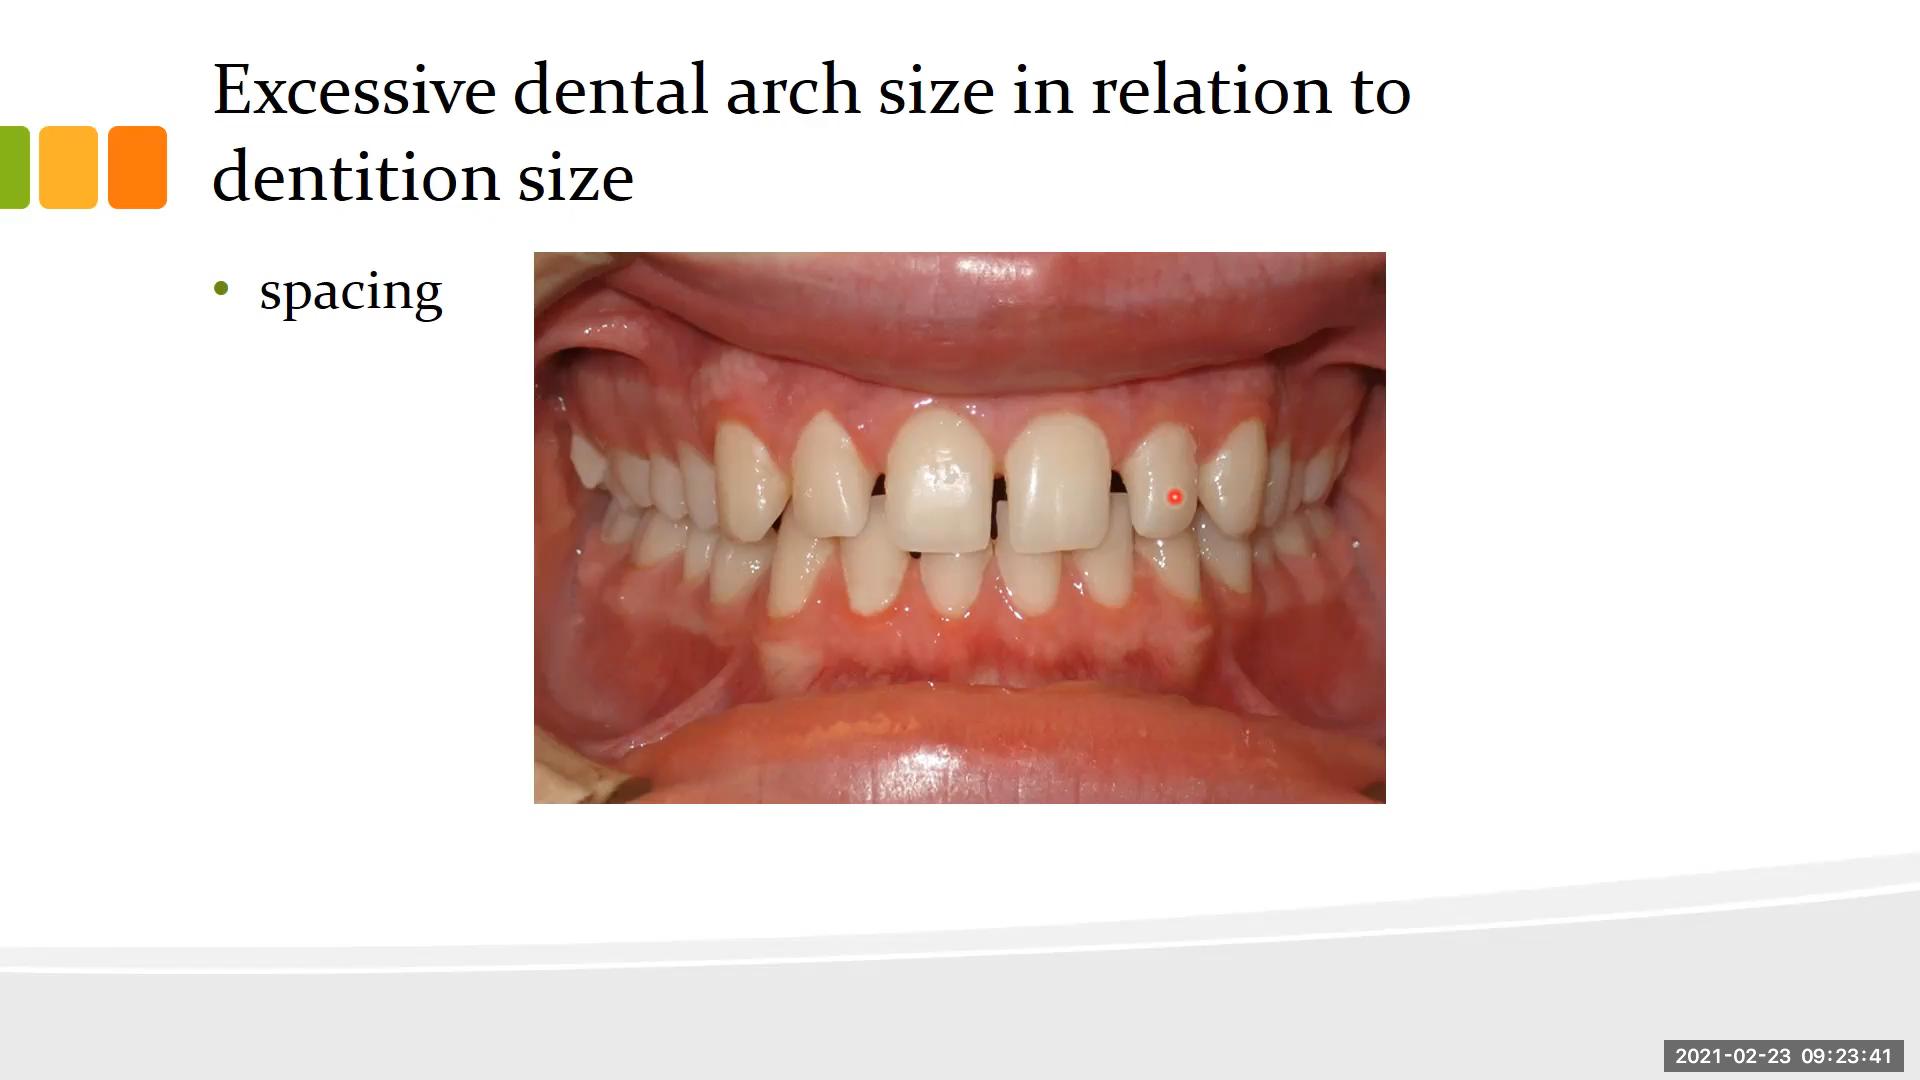 Excessive dental arch size in relation to
dentition size
• spacing
2021-02-23 09:23:41